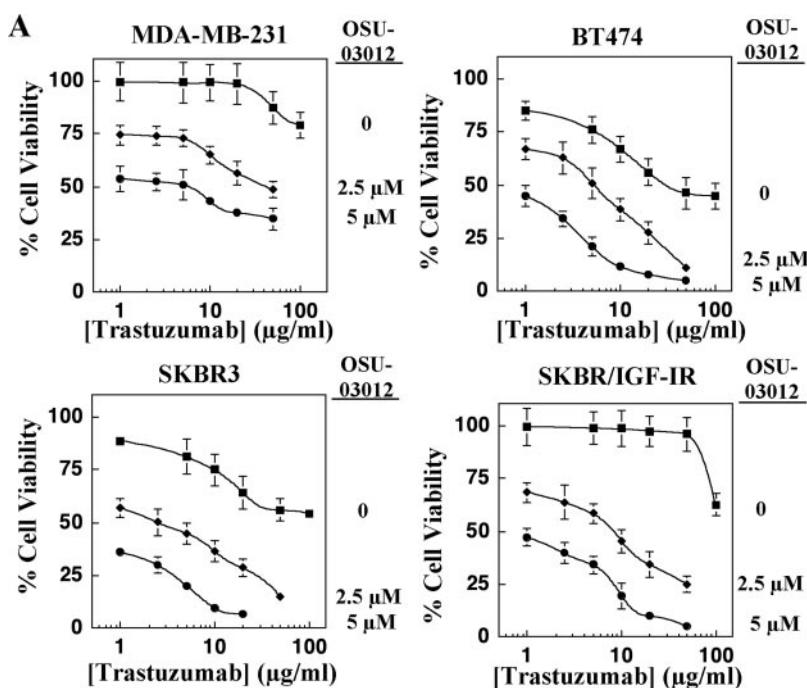 A
MDA-MB-231
OSU-
03012
% Cell Viability
100
75
50
25
0
0
2.5 µM
5 µM
1
10
100
[Trastuzumab] (µg/ml)
BT474
OSU-
03012
% Cell Viability
100
75
50
25
0
0
2.5 µM
5 µM
1
10
100
[Trastuzumab] (µg/ml)
SKBR3
OSU-
03012
% Cell Viability
100
75
50
25
0
0
2.5 µM
5 µM
1
10
100
[Trastuzumab] (µg/ml)
SKBR/IGF-IR
OSU-
03012
% Cell Viability
100
75
50
25
0
0
2.5 µM
5 µM
1
10
100
[Trastuzumab] (µg/ml)